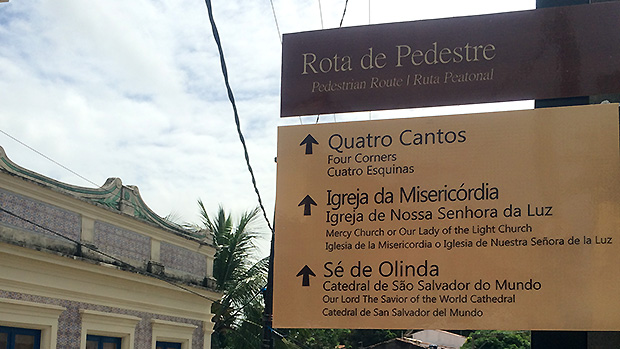 Rota de Pedestre
Pedestrian Route / Ruta Peatonal
Quatro Cantos
Four Corners
Cuatro Esquinas
Igreja da Misericórdia
Igreja de Nossa Senhora da Luz
Mercy Church or Our Lady of the Light Church
Iglesia de la Misericordia o Iglesia de Nuestra Señora de la Luz
Sé de Olinda
Catedral de São Salvador do Mundo
Our Lord The Savior of the World Cathedral
Catedral de San Salvador del Mundo